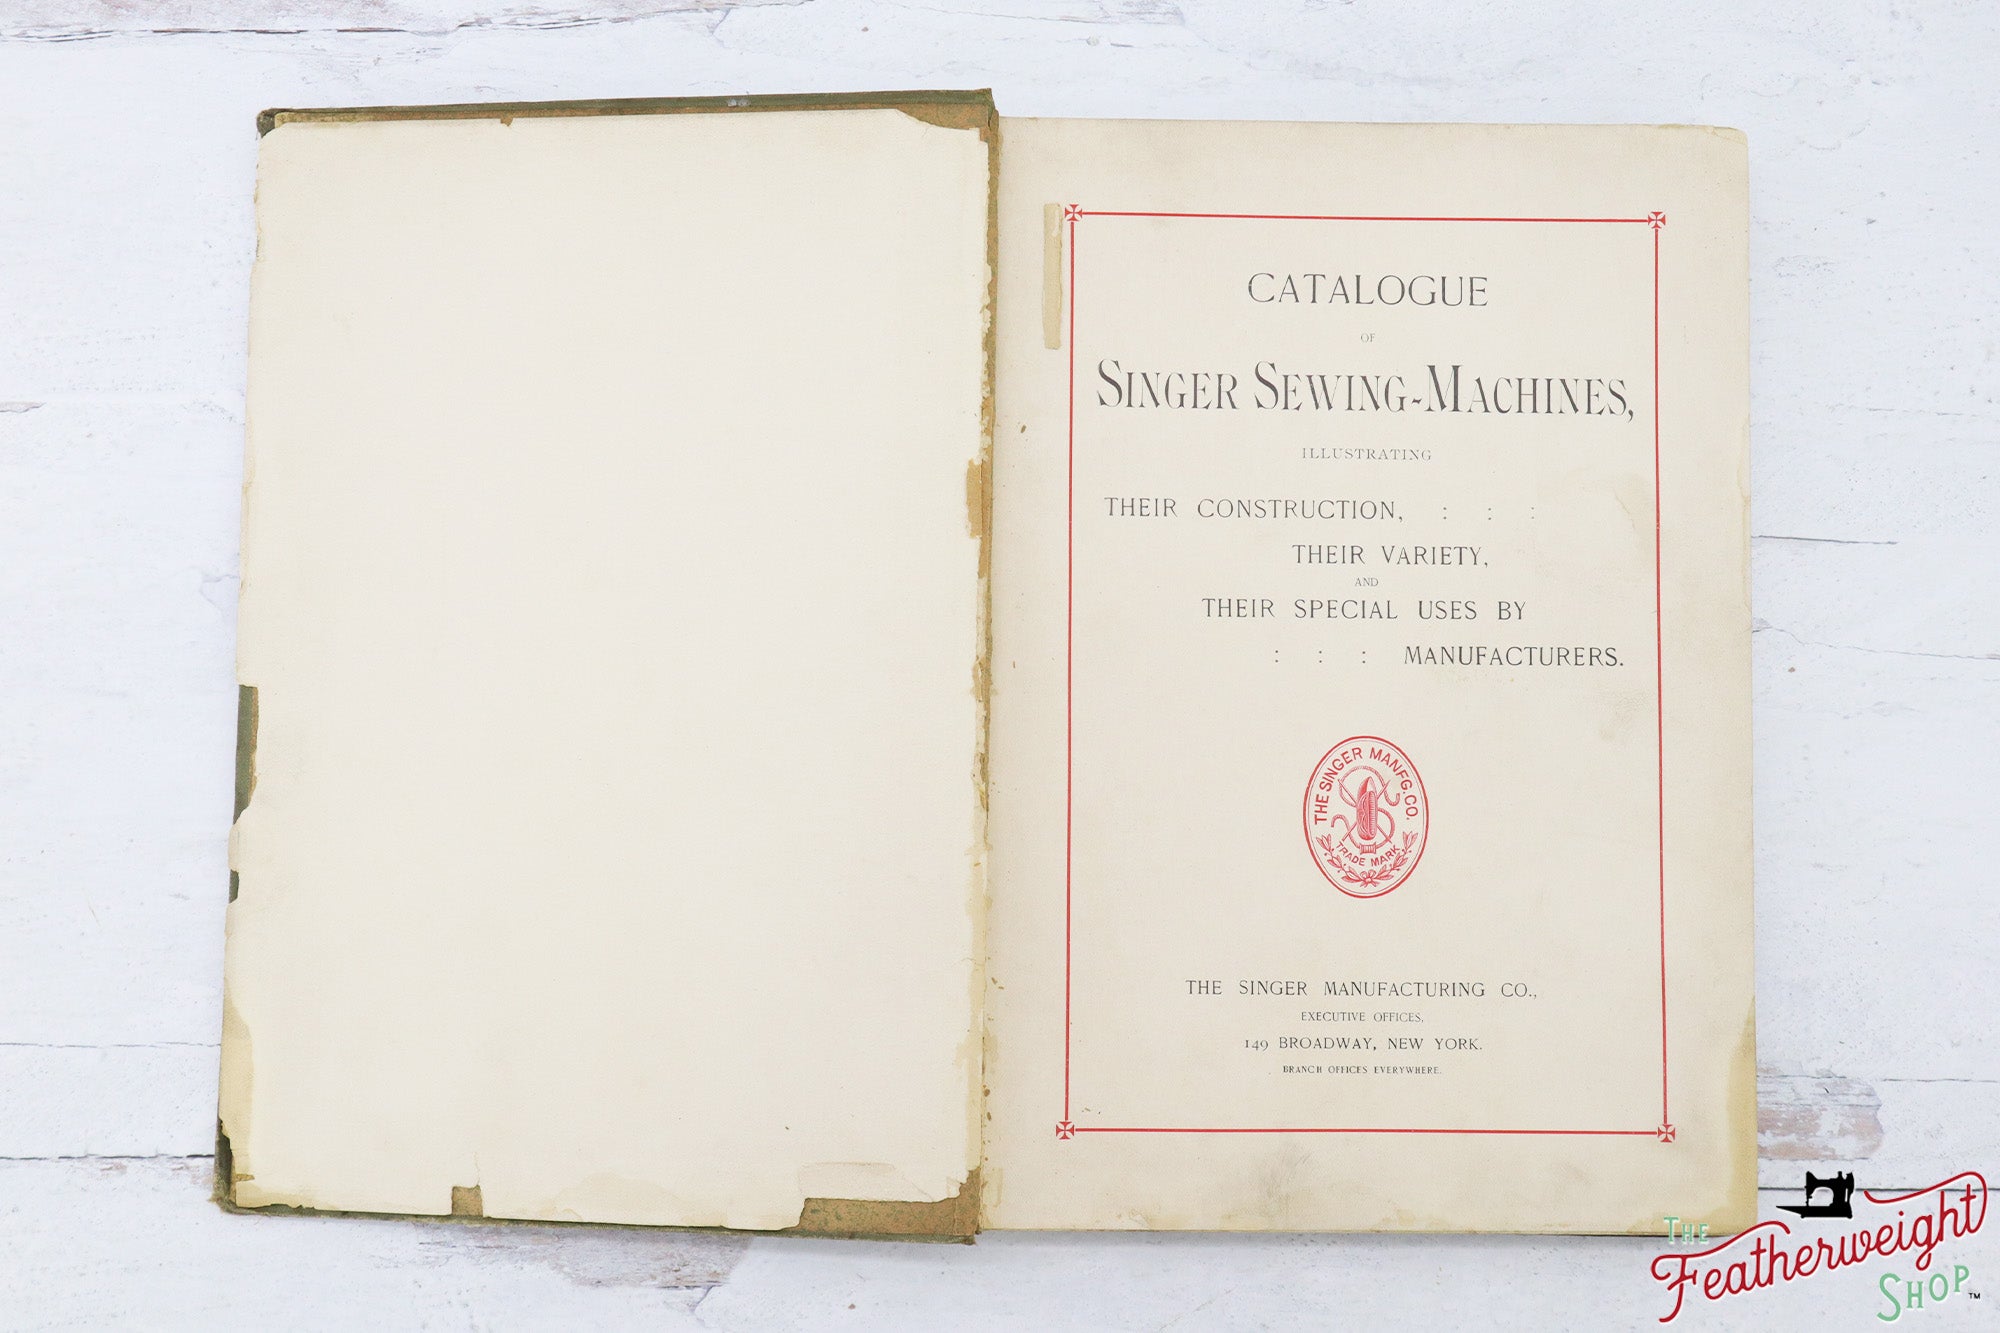 CATALOGUE
OF
SINGER SEWING-MACHINES,
ILLUSTRATING
THEIR CONSTRUCTION, : : :
THEIR VARIETY,
AND
THEIR SPECIAL USES BY
: : : MANUFACTURERS.
THE SINGER MANFG. CO.
TRADE MARK
THE SINGER MANUFACTURING CO.,
EXECUTIVE OFFICES,
149 BROADWAY, NEW YORK.
BRANCH OFFICES EVERYWHERE.
THE
Featherweight
SHOP™